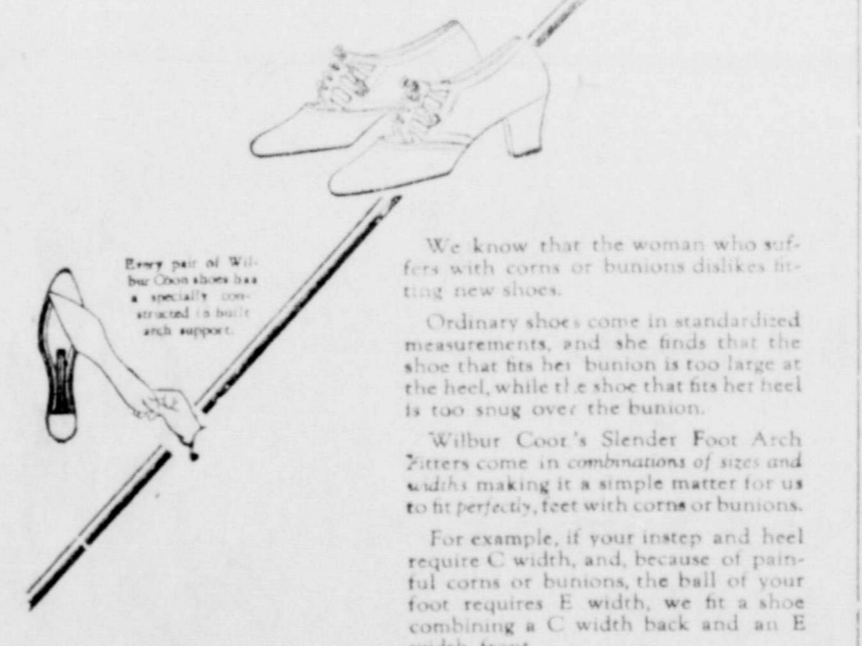 Every pair of Wil-
bur Coon shoes has
a specially con-
structed in built
arch support.
We know that the woman who suf-
fers with corns or bunions dislikes fit-
ting new shoes.
Ordinary shoes come in standardized
measurements, and she finds that the
shoe that fits her bunion is too large at
the heel, while the shoe that fits her heel
is too snug over the bunion.
Wilbur Coon's Slender Foot Arch
Fitters come in combinations of sizes and
widths making it a simple matter for us
to fit perfectly, feet with corns or bunions.
For example, if your instep and heel
require C width, and, because of pain-
ful corns or bunions, the ball of your
foot requires E width, we fit a shoe
combining a C width back and an E
width front